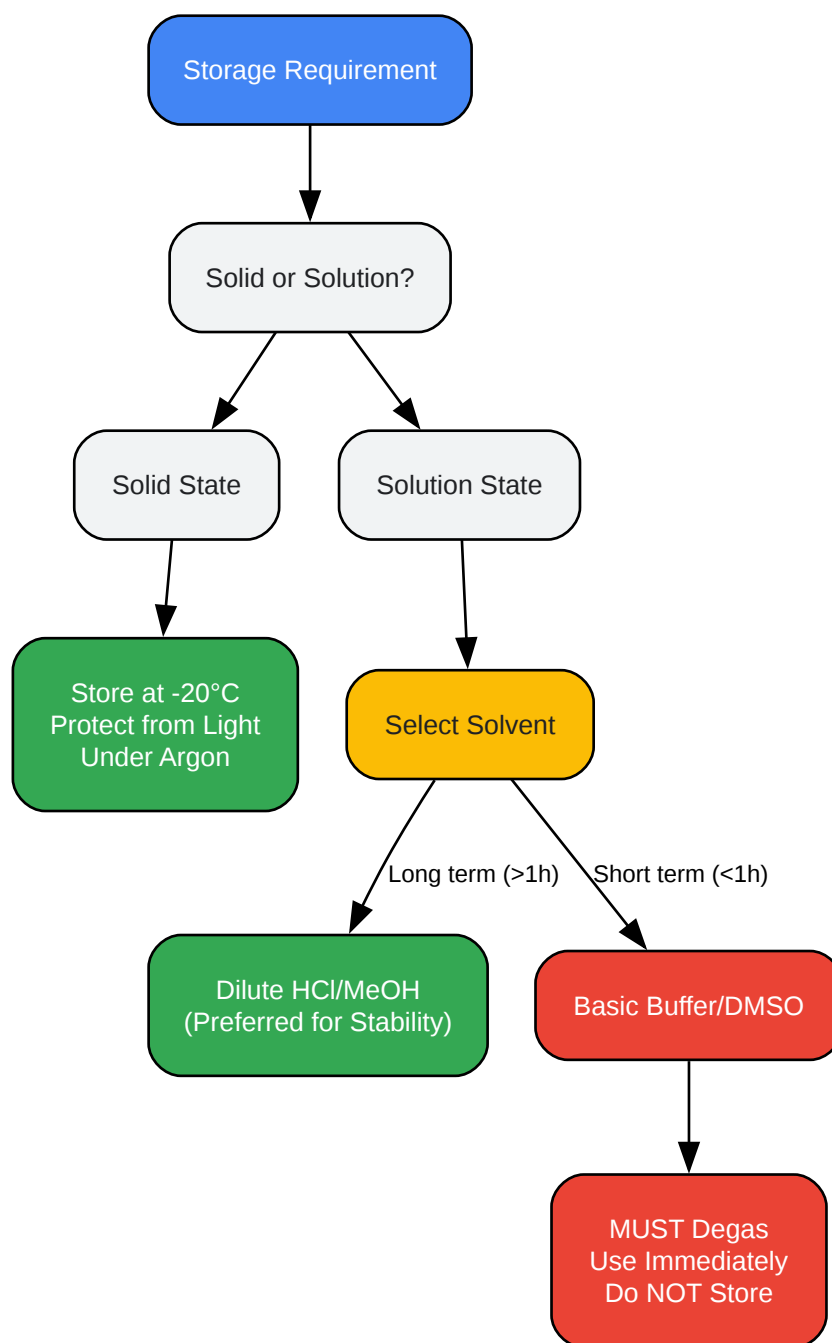 Storage Requirement
Solid or Solution?
Solid State
Solution State
Store at -20°C
Protect from Light
Under Argon
Select Solvent
Long term (>1h)
Short term (<1h)
Dilute HCl/MeOH
(Preferred for Stability)
Basic Buffer/DMSO
MUST Degas
Use Immediately
Do NOT Store